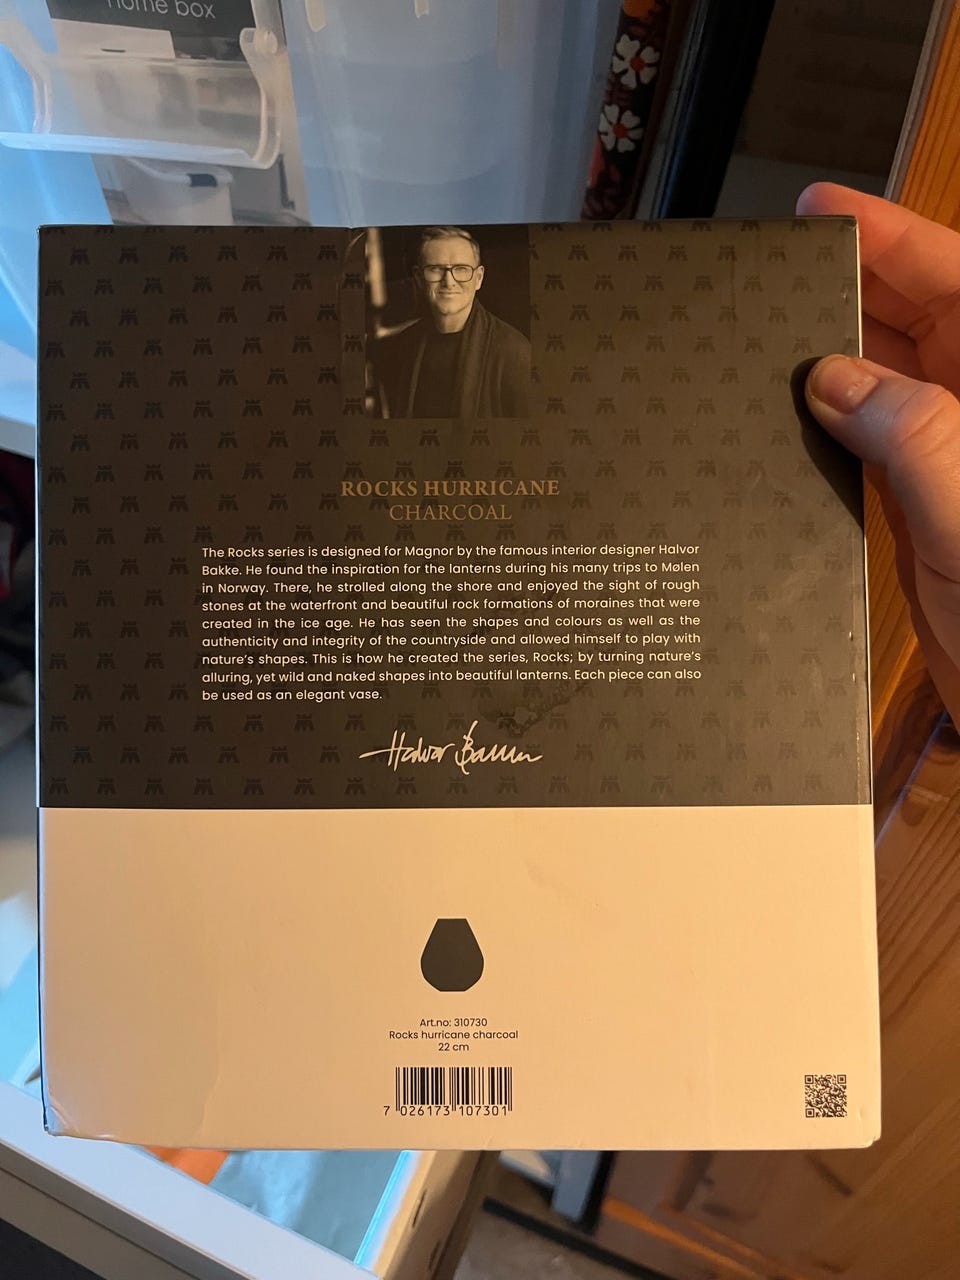 home box
ROCKS HURRICANE
CHARCOAL
The Rocks series is designed for Magnor by the famous interior designer Halvor
Bakke. He found the inspiration for the lanterns during his many trips to Mølen
in Norway. There, he strolled along the shore and enjoyed the sight of rough
stones at the waterfront and beautiful rock formations of moraines that were
created in the ice age. He has seen the shapes and colours as well as the
authenticity and integrity of the countryside and allowed himself to play with
nature's shapes. This is how he created the series, Rocks; by turning nature's
alluring, yet wild and naked shapes into beautiful lanterns. Each piece can also
be used as an elegant vase.
Halvor Bakke
Art.no: 310730
Rocks hurricane charcoal
22 cm
7 026173 107301